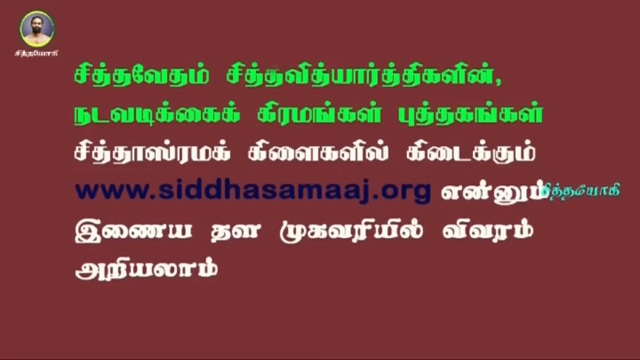 சித்தயோகி
சித்தவேதம் சித்தவித்யார்த்திகளின்,
நடவடிக்கைக் கிரமங்கள் புத்தகங்கள்
சித்தாஸ்ரமக் கிளைகளில் கிடைக்கும்
www.siddhasamaaj.org என்னும் சித்தயோகி
இணைய தள முகவரியில் விவரம்
அறியலாம்